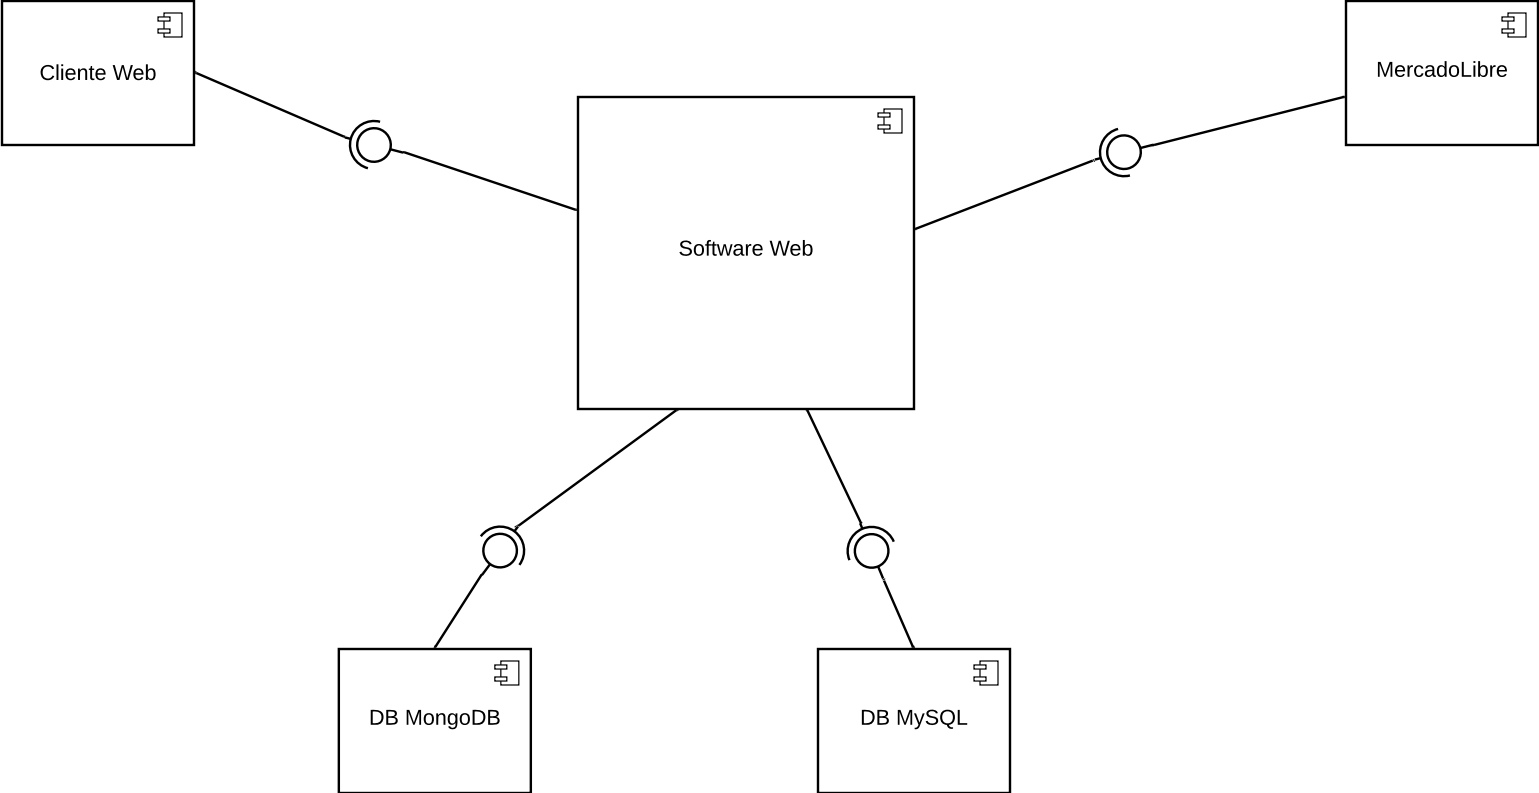 Cliente Web
MercadoLibre
Software Web
DB MongoDB
DB MySQL